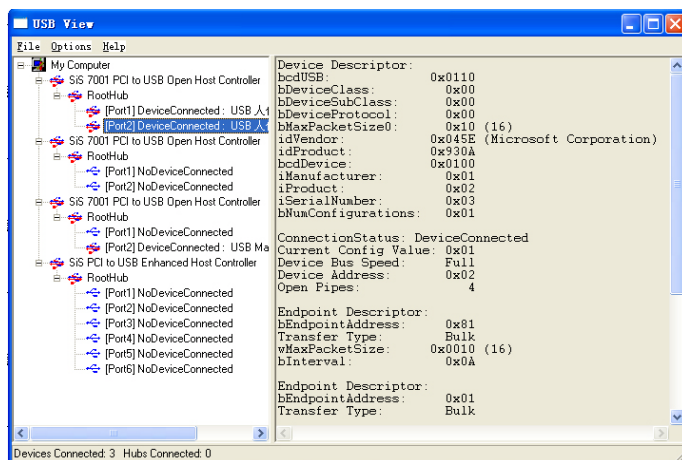 USB View
File Options Help
My Computer
SiS 7001 PCI to USB Open Host Controller
RootHub
[Port1] DeviceConnected : USB 人
[Port2] DeviceConnected : USB 人
SiS 7001 PCI to USB Open Host Controller
RootHub
[Port1] NoDeviceConnected
[Port2] NoDeviceConnected
SiS 7001 PCI to USB Open Host Controller
RootHub
[Port1] NoDeviceConnected
[Port2] DeviceConnected : USB Ma
SiS PCI to USB Enhanced Host Controller
RootHub
[Port1] NoDeviceConnected
[Port2] NoDeviceConnected
[Port3] NoDeviceConnected
[Port4] NoDeviceConnected
[Port5] NoDeviceConnected
[Port6] NoDeviceConnected
Device Descriptor:
bcdUSB: 0x0110
bDeviceClass: 0x00
bDeviceSubClass: 0x00
bDeviceProtocol: 0x00
bMaxPacketSize0: 0x10 (16)
idVendor: 0x045E (Microsoft Corporation)
idProduct: 0x930A
bcdDevice: 0x0100
iManufacturer: 0x01
iProduct: 0x02
iSerialNumber: 0x03
bNumConfigurations: 0x01
ConnectionStatus: DeviceConnected
Current Config Value: 0x01
Device Bus Speed: Full
Device Address: 0x02
Open Pipes: 4
Endpoint Descriptor:
bEndpointAddress: 0x81
Transfer Type: Bulk
wMaxPacketSize: 0x0010 (16)
bInterval: 0x0A
Endpoint Descriptor:
bEndpointAddress: 0x01
Transfer Type: Bulk
Devices Connected: 3 Hubs Connected: 0